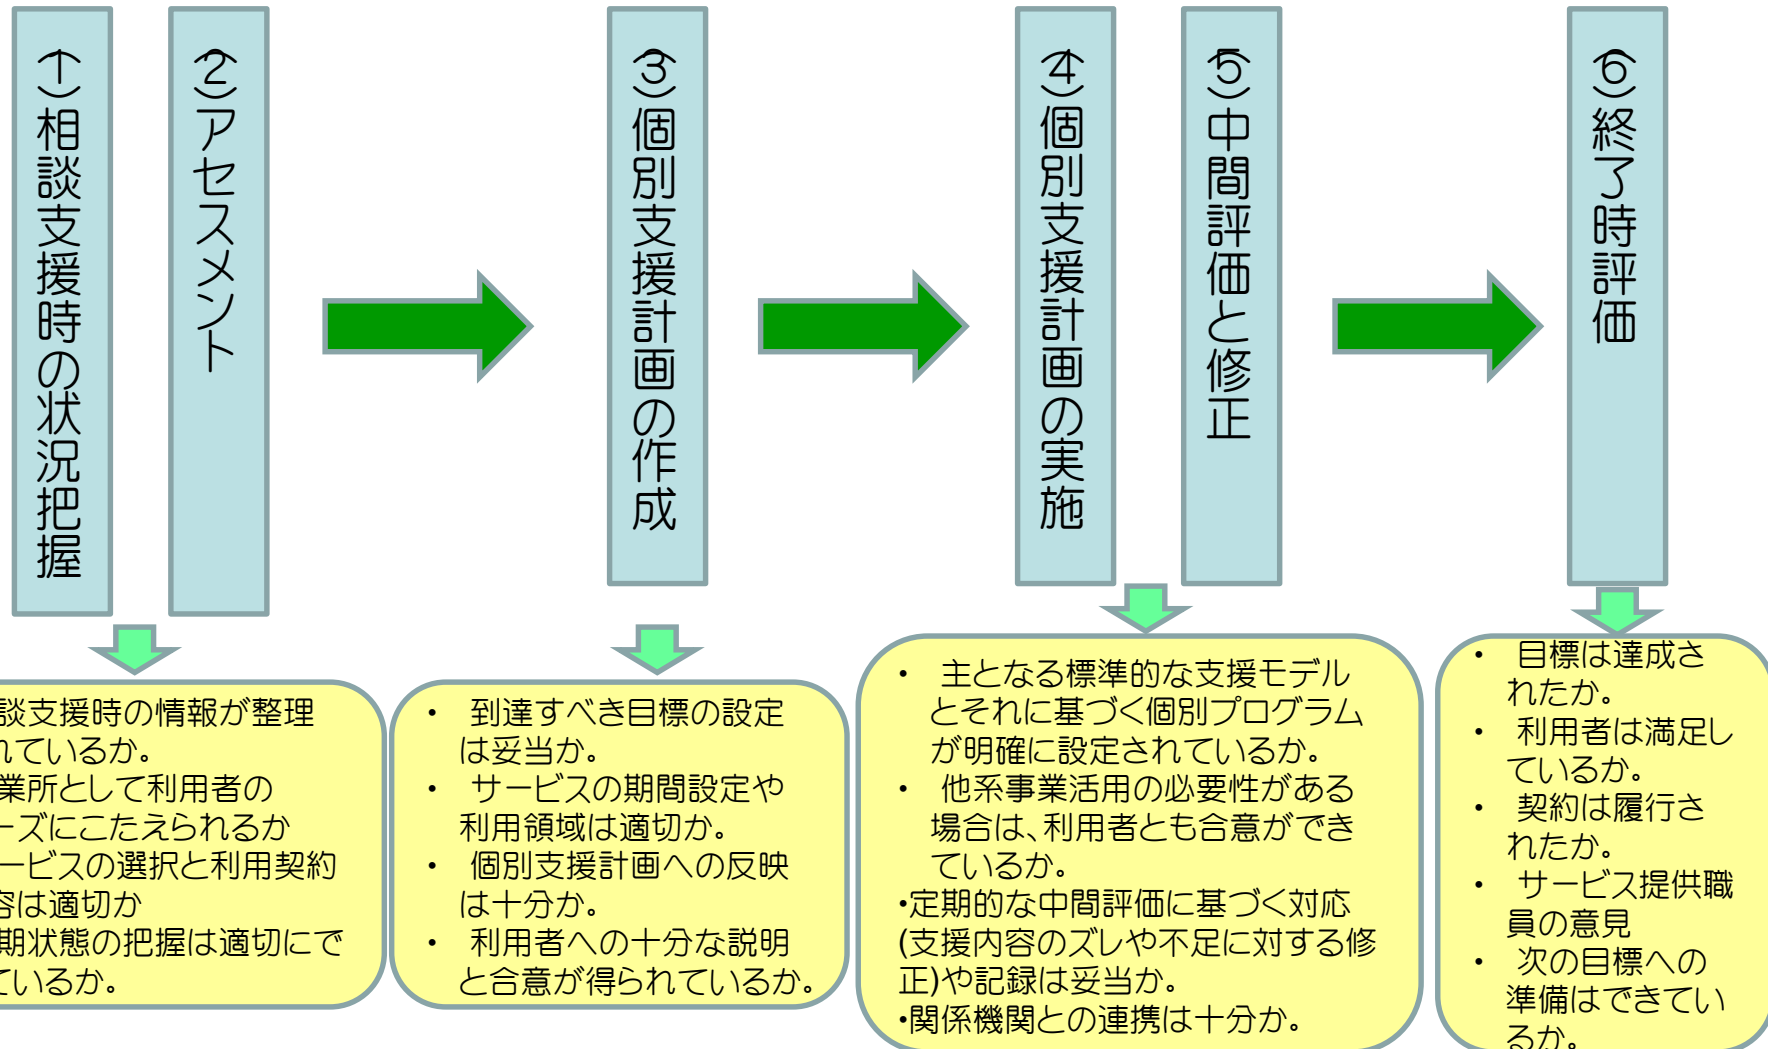 (1)相談支援時の状況把握
(2)アセスメント
(3)個別支援計画の作成
(4)個別支援計画の実施
(5)中間評価と修正
(6)終了時評価
談支援時の情報が整理
れているか。
業所として利用者の
ーズにこたえられるか
ービスの選択と利用契約
容は適切か
期状態の把握は適切にで
ているか。
・ 到達すべき目標の設定
は妥当か。
・ サービスの期間設定や
利用領域は適切か。
・ 個別支援計画への反映
は十分か。
・ 利用者への十分な説明
と合意が得られているか。
・ 主となる標準的な支援モデル
とそれに基づく個別プログラム
が明確に設定されているか。
・ 他系事業活用の必要性がある
場合は、利用者とも合意ができ
ているか。
・定期的な中間評価に基づく対応
(支援内容のズレや不足に対する修
正)や記録は妥当か。
・関係機関との連携は十分か。
・ 目標は達成さ
れたか。
・ 利用者は満足し
ているか。
・ 契約は履行さ
れたか。
・ サービス提供職
員の意見
・ 次の目標への
準備はできてい
るか。